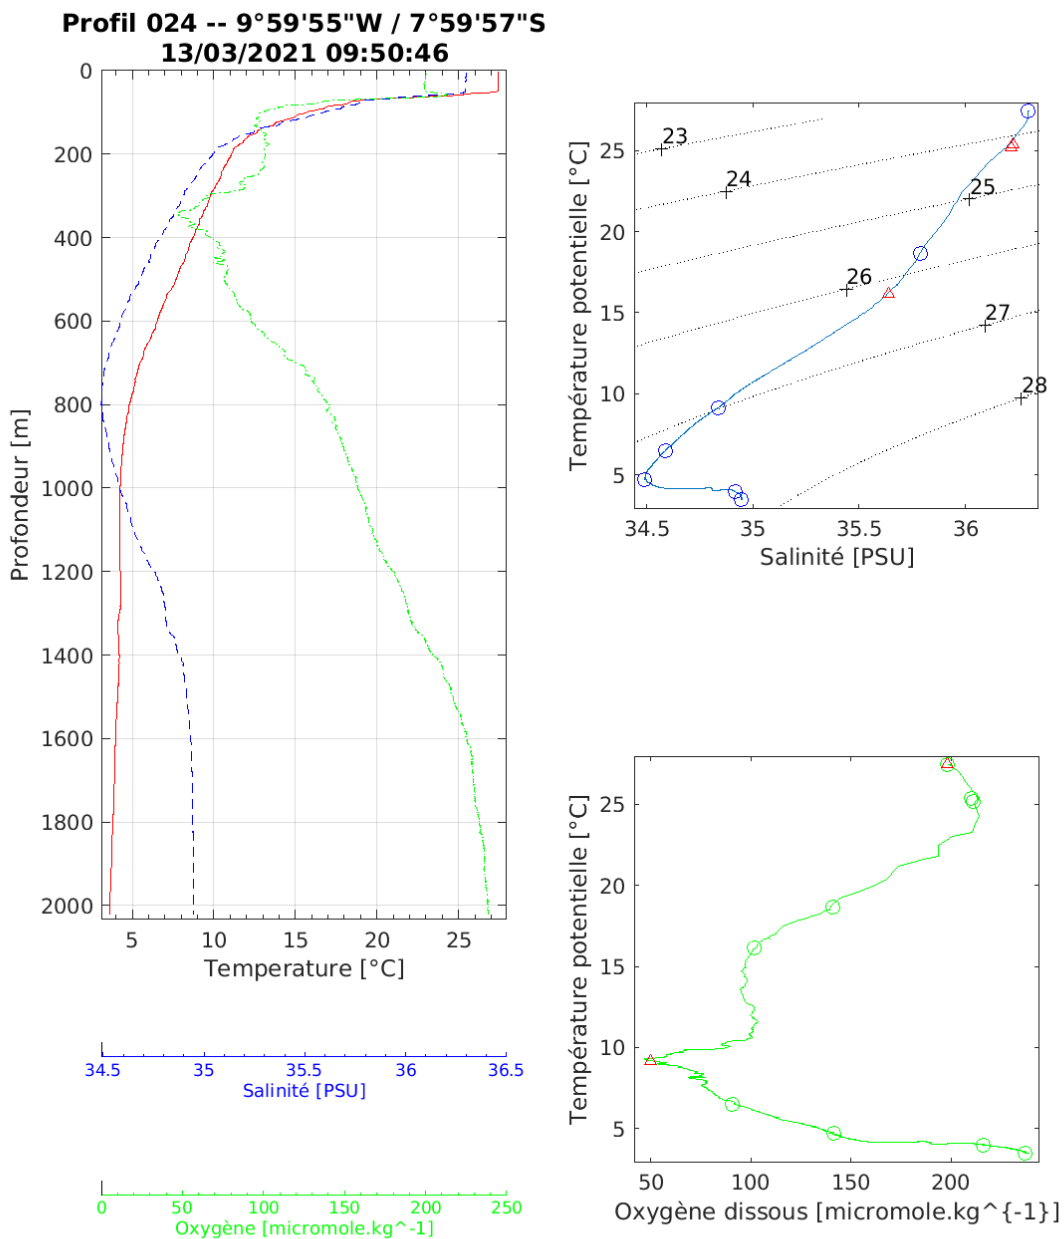 Profil 024 -- 9°59'55"W / 7°59'57"S
13/03/2021 09:50:46
0
200
400
600
800
1000
1200
1400
1600
1800
2000
Profondeur [m]
5 10 15 20 25
Temperature [°C]
34.5 35 35.5 36 36.5
Salinité [PSU]
0 50 100 150 200 250
Oxygène [micromole.kg^-1]
25
20
15
10
5
Température potentielle [°C]
23
24
25
26
27
28
34.5 35 35.5 36
Salinité [PSU]
25
20
15
10
5
Température potentielle [°C]
50 100 150 200
Oxygène dissous [micromole.kg^{-1}]